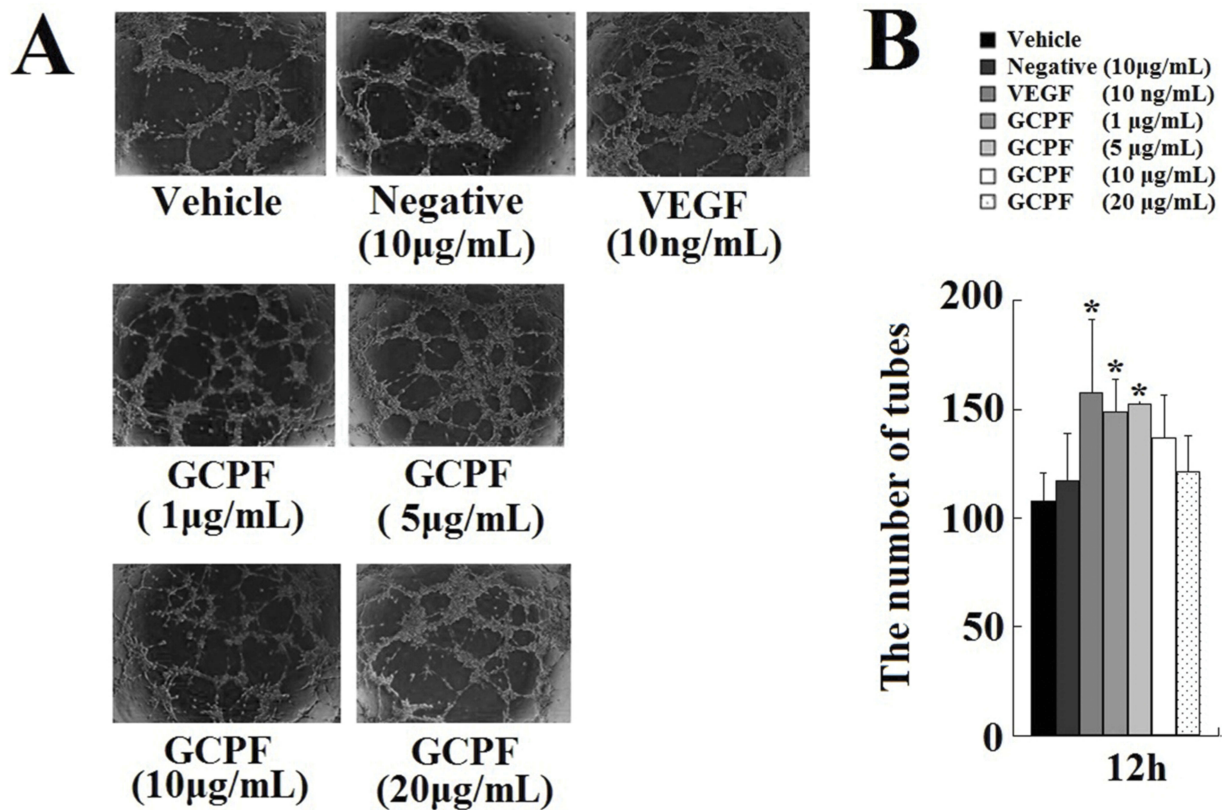 A
Vehicle
Negative
(10μg/mL)
VEGF
(10ng/mL)
GCPF
( 1μg/mL)
GCPF
( 5μg/mL)
GCPF
(10μg/mL)
GCPF
(20μg/mL)
B
Vehicle
Negative (10μg/mL)
VEGF (10 ng/mL)
GCPF (1 μg/mL)
GCPF (5 μg/mL)
GCPF (10 μg/mL)
GCPF (20 μg/mL)
The number of tubes
200
150
100
50
0
* * *
12h